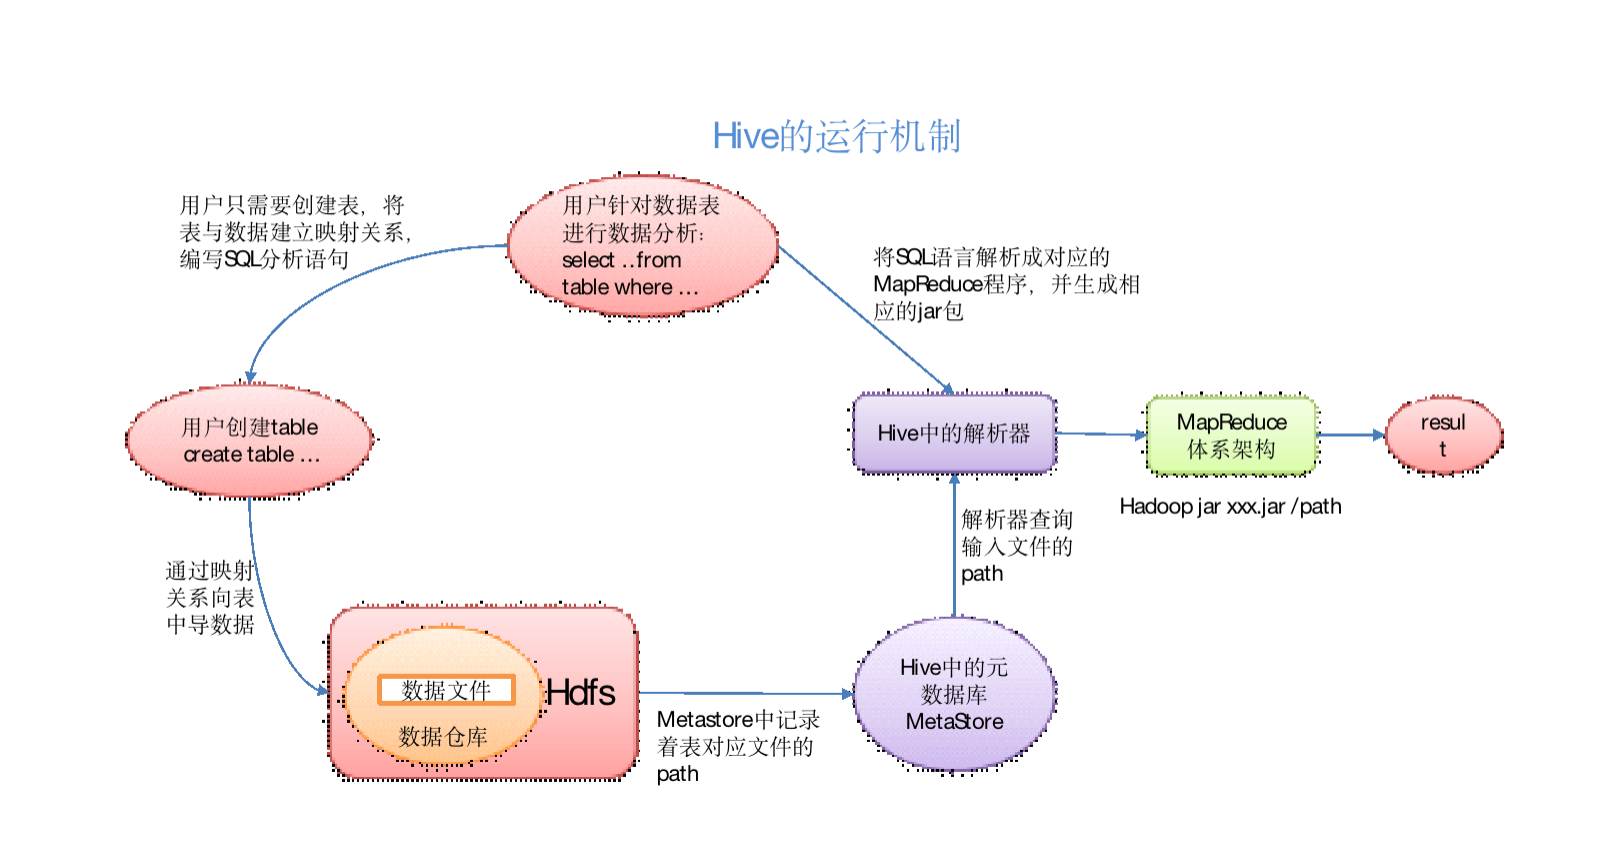 Hive的运行机制
用户只需要创建表，将
表与数据建立映射关系，
编写SQL分析语句
用户针对数据表
进行数据分析：
select ..from
table where ...
将SQL语言解析成对应的
MapReduce程序，并生成相
应的jar包
用户创建table
create table ...
Hive中的解析器
MapReduce
体系架构
resul
t
Hadoop jar xxx.jar /path
解析器查询
输入文件的
path
通过映射
关系向表
中导数据
数据文件
Hdfs
数据仓库
Metastore中记录
着表对应文件的
path
Hive中的元
数据库
MetaStore